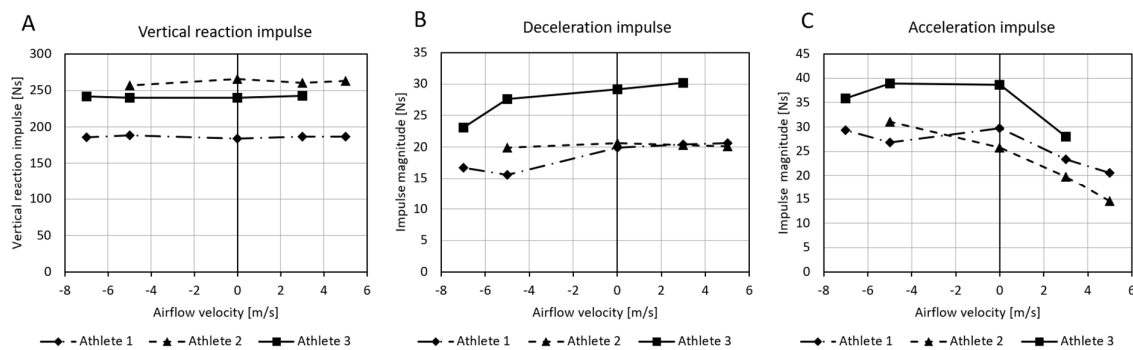 A
Vertical reaction impulse
Vertical reaction impulse [Ns]
300
250
200
150
100
50
0
-8 -6 -4 -2 0 2 4 6
Airflow velocity [m/s]
Athlete 1 Athlete 2 Athlete 3
B
Deceleration impulse
Impulse magnitude [Ns]
35
30
25
20
15
10
5
0
-8 -6 -4 -2 0 2 4 6
Airflow velocity [m/s]
Athlete 1 Athlete 2 Athlete 3
C
Acceleration impulse
Impulse magnitude [Ns]
45
40
35
30
25
20
15
10
5
0
-8 -6 -4 -2 0 2 4 6
Airflow velocity [m/s]
Athlete 1 Athlete 2 Athlete 3